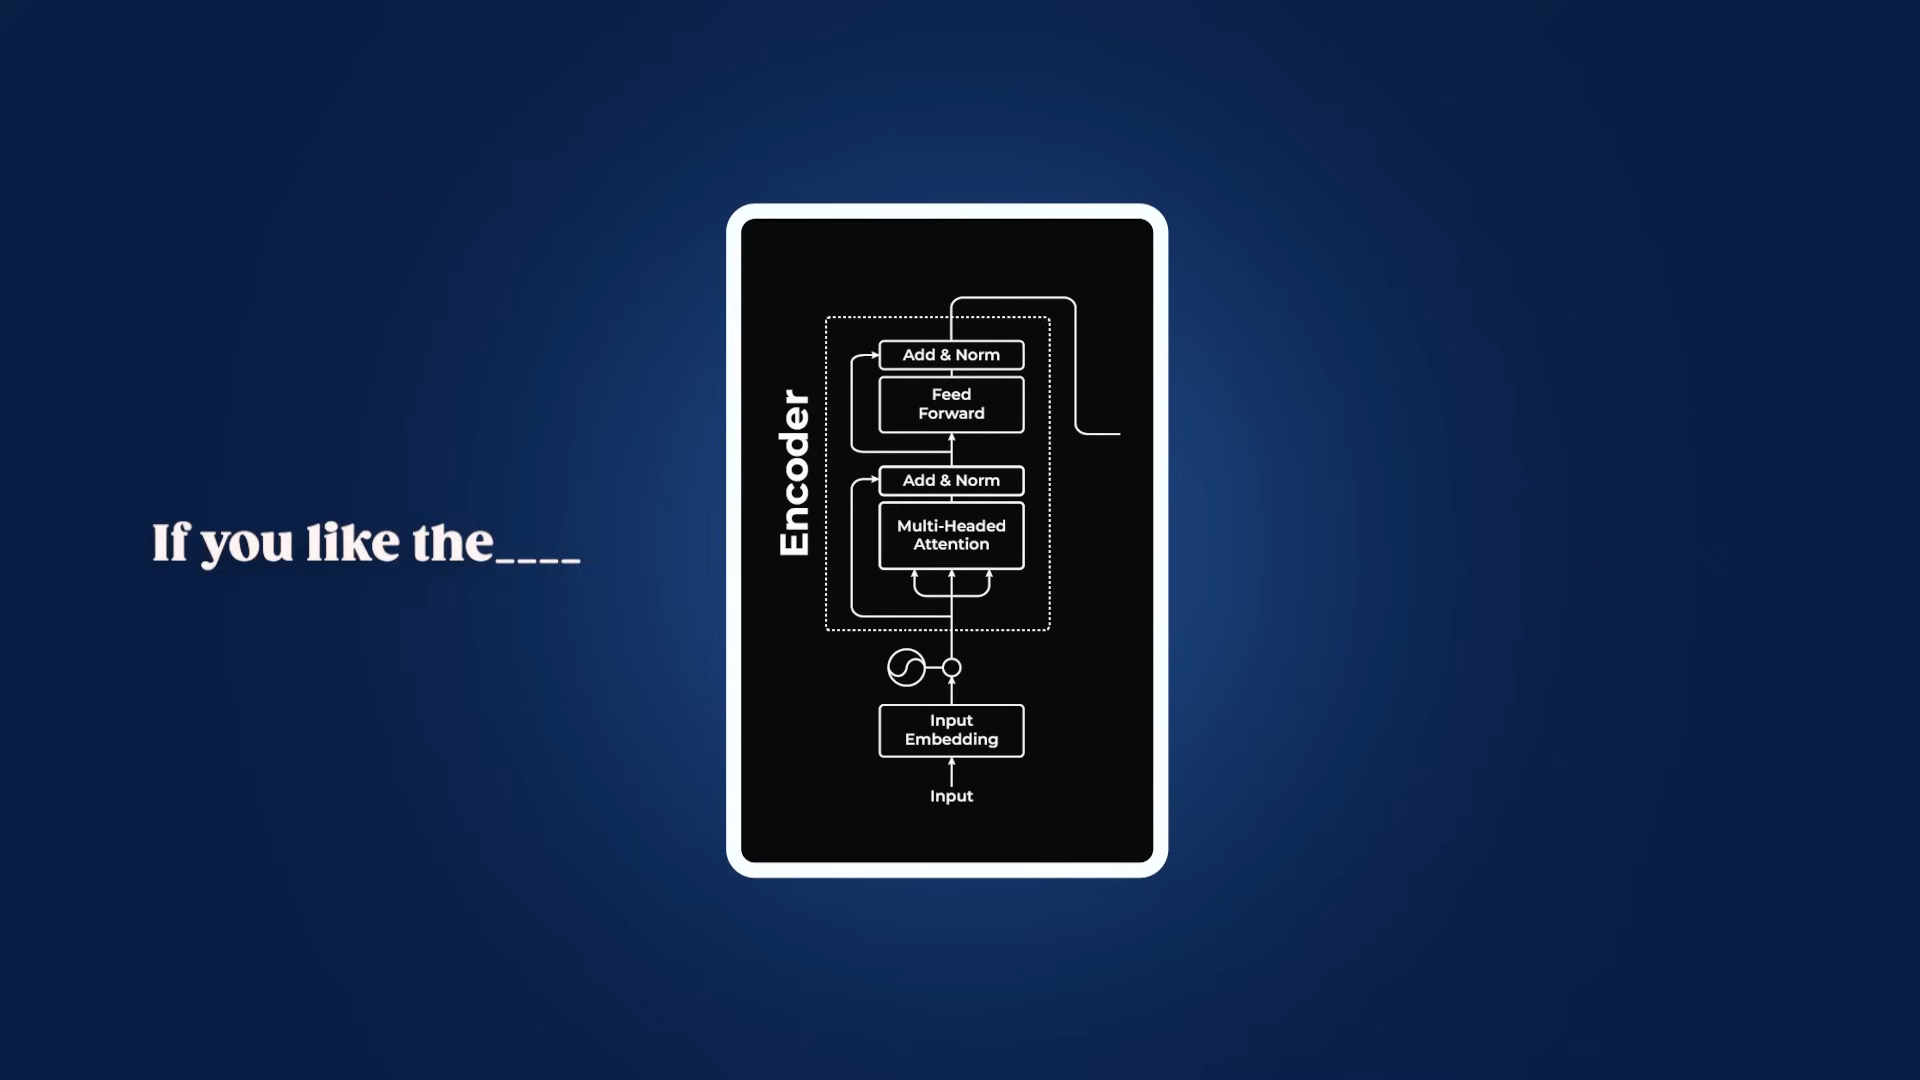 If you like the____
Encoder
Add & Norm
Feed
Forward
Add & Norm
Multi-Headed
Attention
Input
Embedding
Input